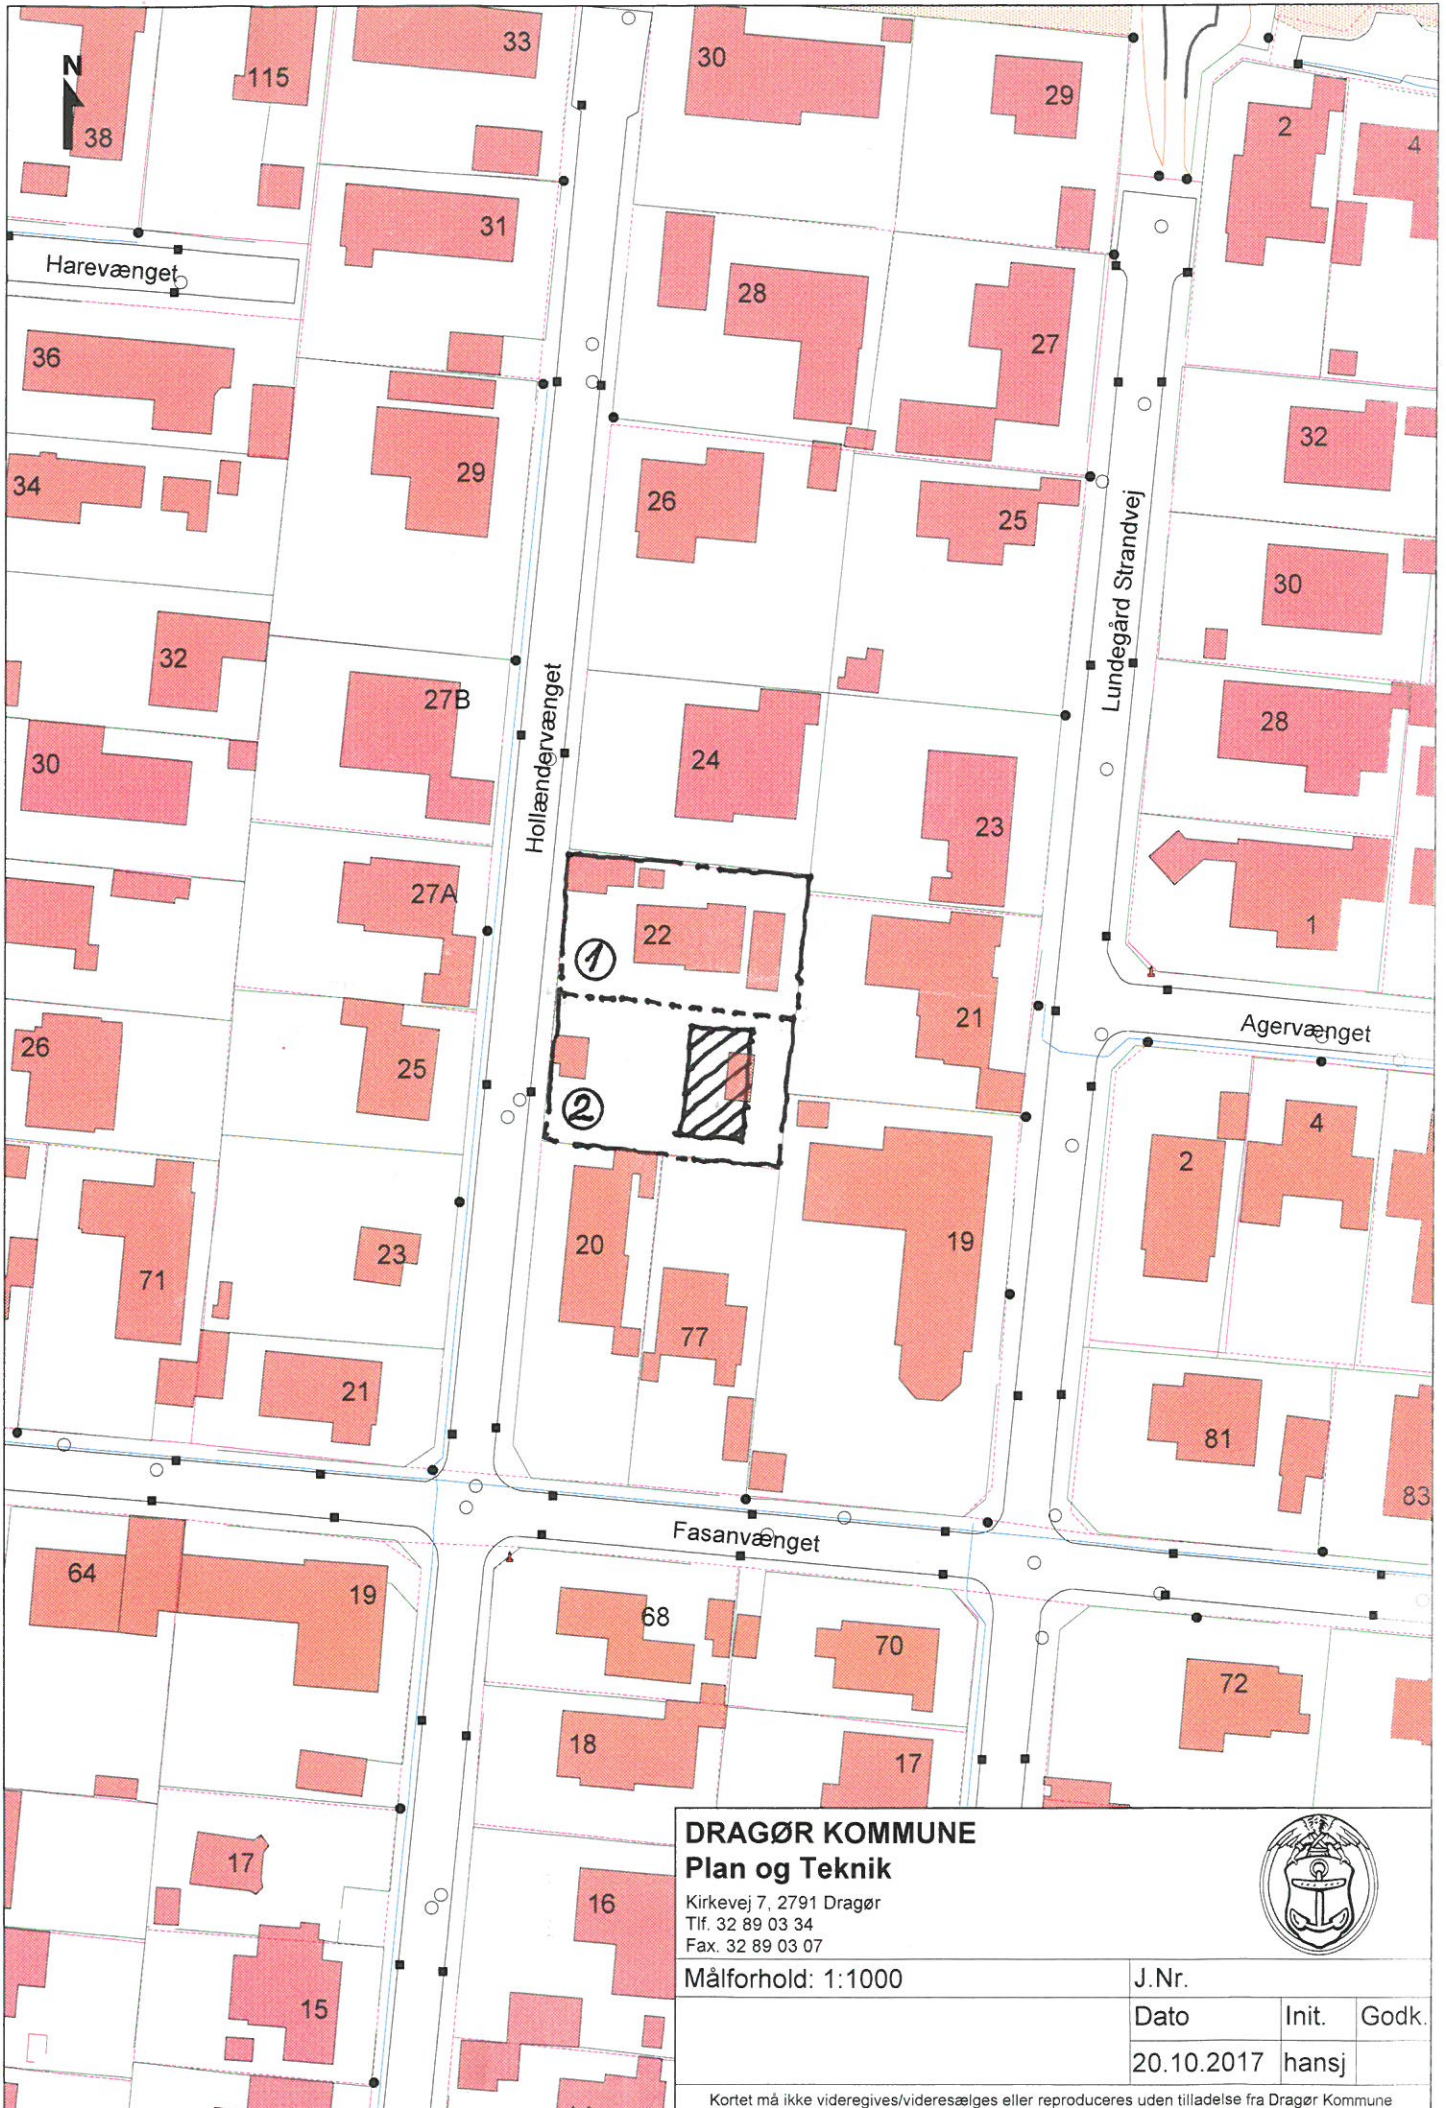 N
38
115
33
30
29
2
4
31
Harevænget
28
27
36
29
34
26
25
32
Lundegård Strandvej
30
32
27B
Hollændervænget
24
28
30
23
27A
22
1
1
21
Agervænget
26
25
2
4
2
20
19
23
71
77
21
81
83
Fasanvænget
64
19
68
70
72
18
17
17
16
15
DRAGØR KOMMUNE
Plan og Teknik
Kirkevej 7, 2791 Dragør
Tlf. 32 89 03 34
Fax. 32 89 03 07
Målforhold: 1:1000
J.Nr.
Dato Init. Godk.
20.10.2017 hansj
Kortet må ikke videregives/videresælges eller reproduceres uden tilladelse fra Dragør Kommune